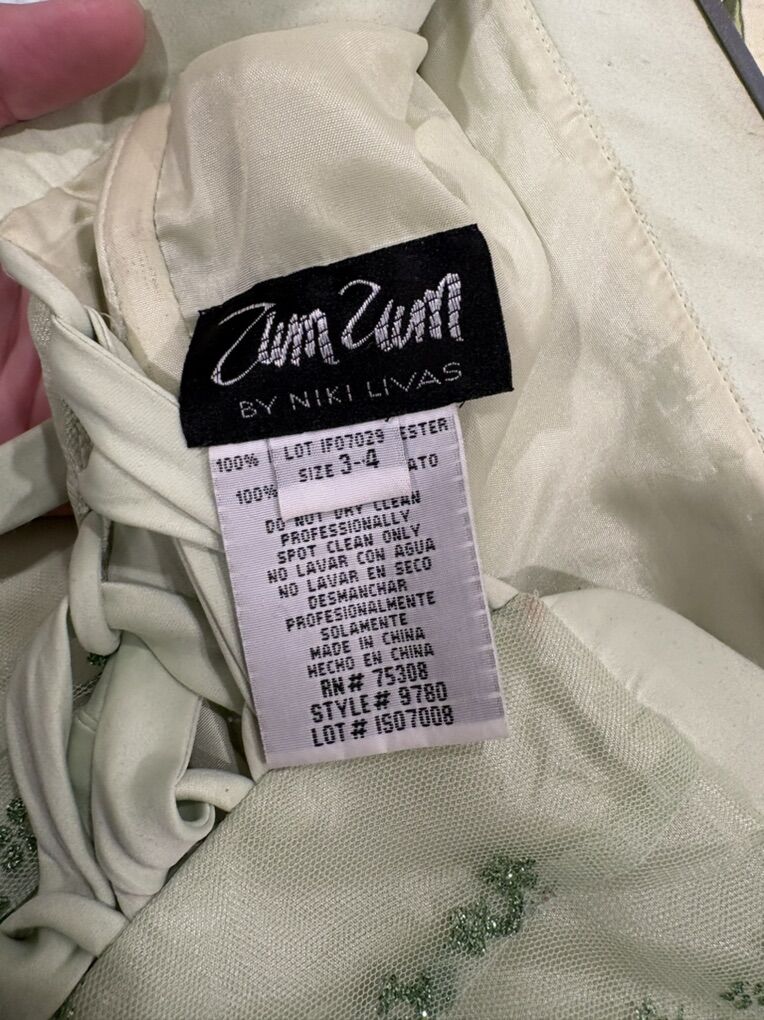 Zum Zum
BY NIKI LIVAS
LOT IF07029
SIZE 3-4
100% ESTER
100% ATO
DO NOT DRY CLEAN
PROFESSIONALLY
SPOT CLEAN ONLY
NO LAVAR CON AGUA
NO LAVAR EN SECO
DESMANCHAR
PROFESIONALMENTE
SOLAMENTE
MADE IN CHINA
HECHO EN CHINA
RN# 75308
STYLE# 9780
LOT# IS07008